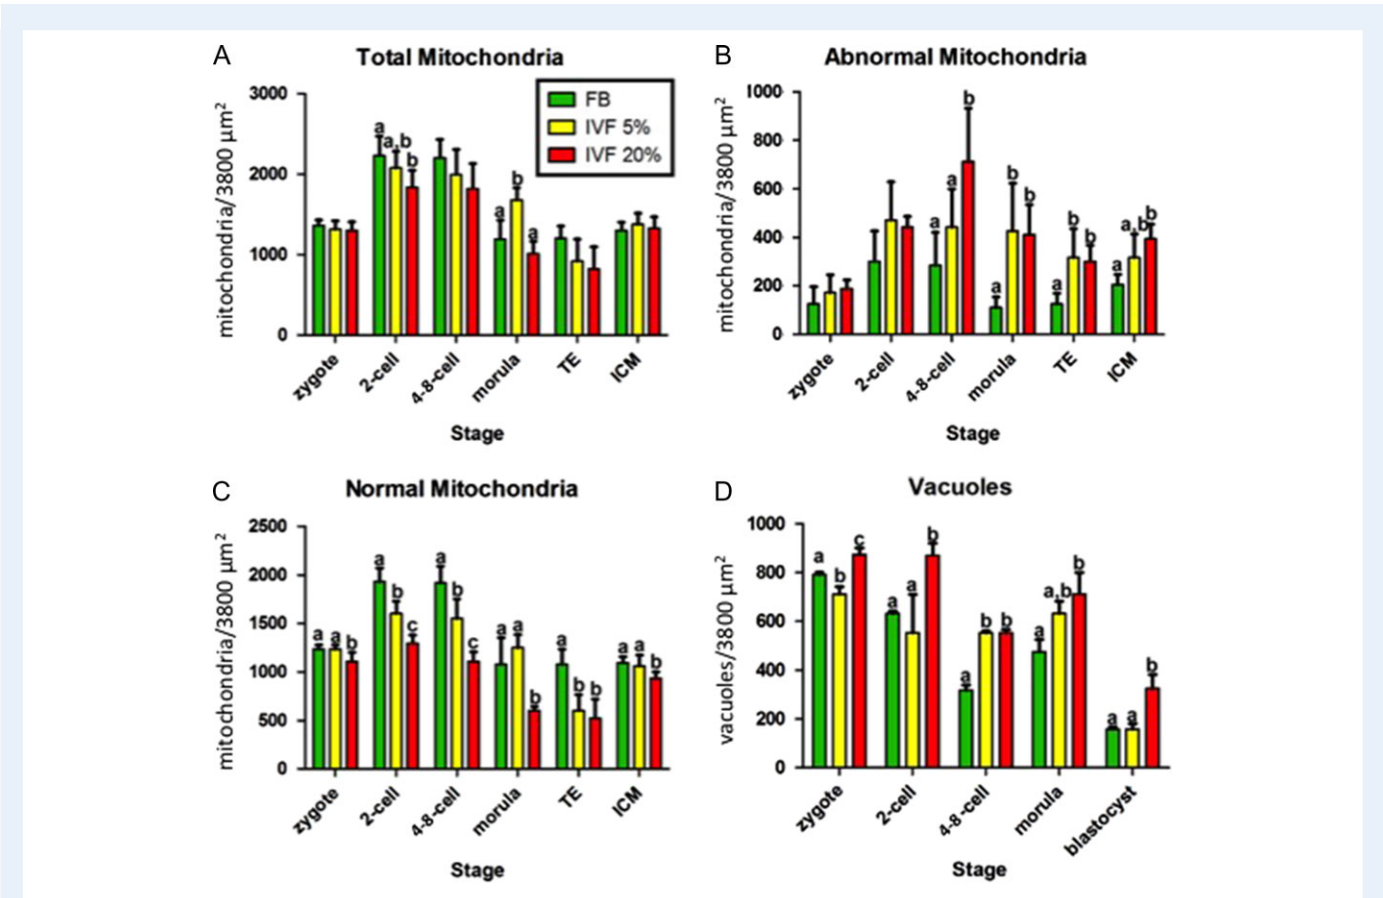 A
Total Mitochondria
mitochondria/3800 µm²
3000
2000
1000
0
FB
IVF 5%
IVF 20%
a
a,b
b
a
b
a
zygote
2-cell
4-8-cell
morula
TE
ICM
Stage
B
Abnormal Mitochondria
mitochondria/3800 µm²
1000
800
600
400
200
0
a
a
b
a
b
b
a
b
b
a
a,b
b
zygote
2-cell
4-8-cell
morula
TE
ICM
Stage
C
Normal Mitochondria
mitochondria/3800 µm²
2500
2000
1500
1000
500
0
a
a
b
a
b
c
a
b
c
a
a
b
a
b
b
a
a
b
zygote
2-cell
4-8-cell
morula
TE
ICM
Stage
D
Vacuoles
vacuoles/3800 µm²
1000
800
600
400
200
0
a
b
c
a
a
b
a
b
b
a
a,b
b
a
a
b
zygote
2-cell
4-8-cell
morula
blastocyst
Stage